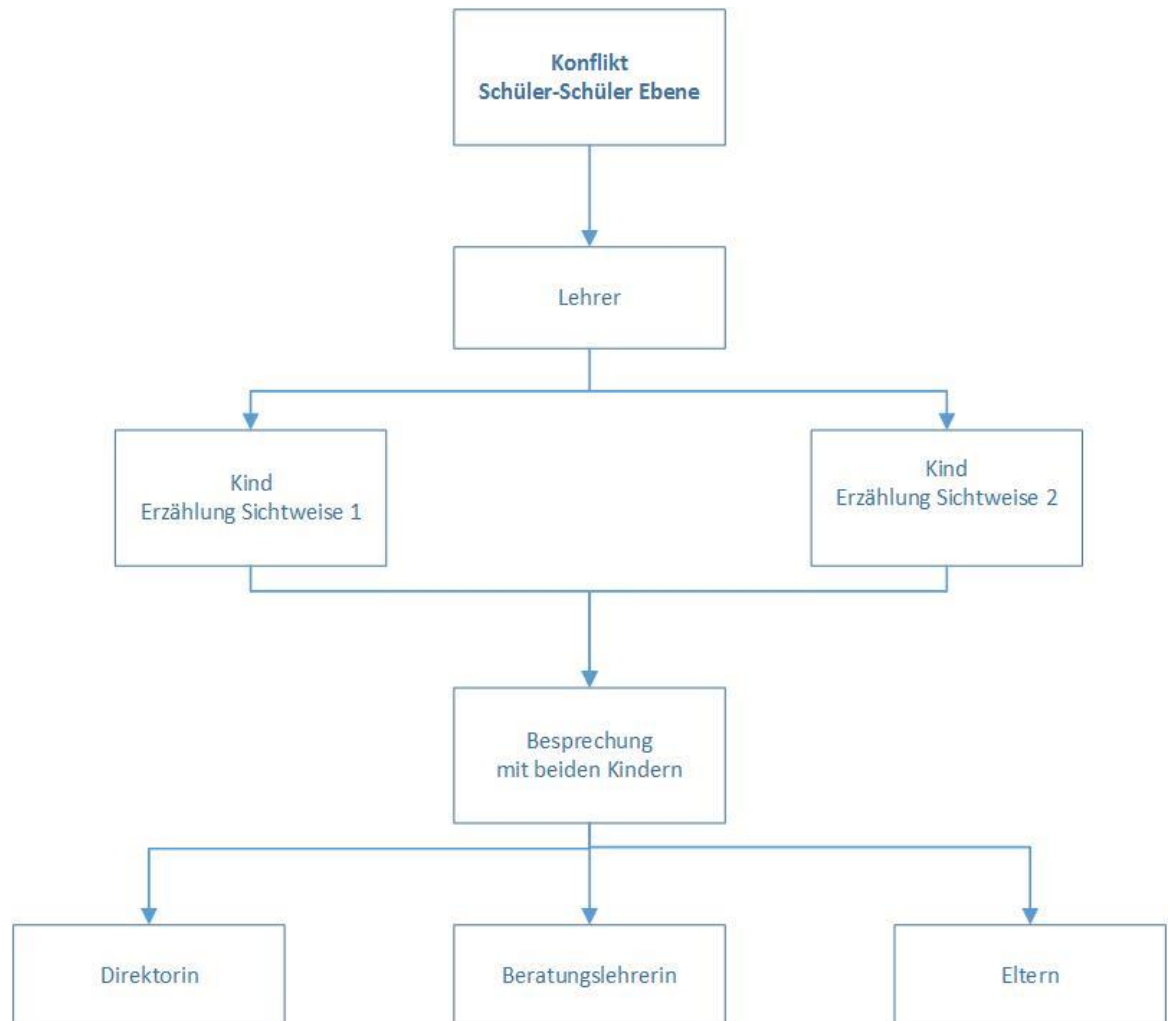 Konflikt
Schüler-Schüler Ebene
Lehrer
Kind
Erzählung Sichtweise 1
Kind
Erzählung Sichtweise 2
Besprechung
mit beiden Kindern
Direktorin
Beratungslehrerin
Eltern